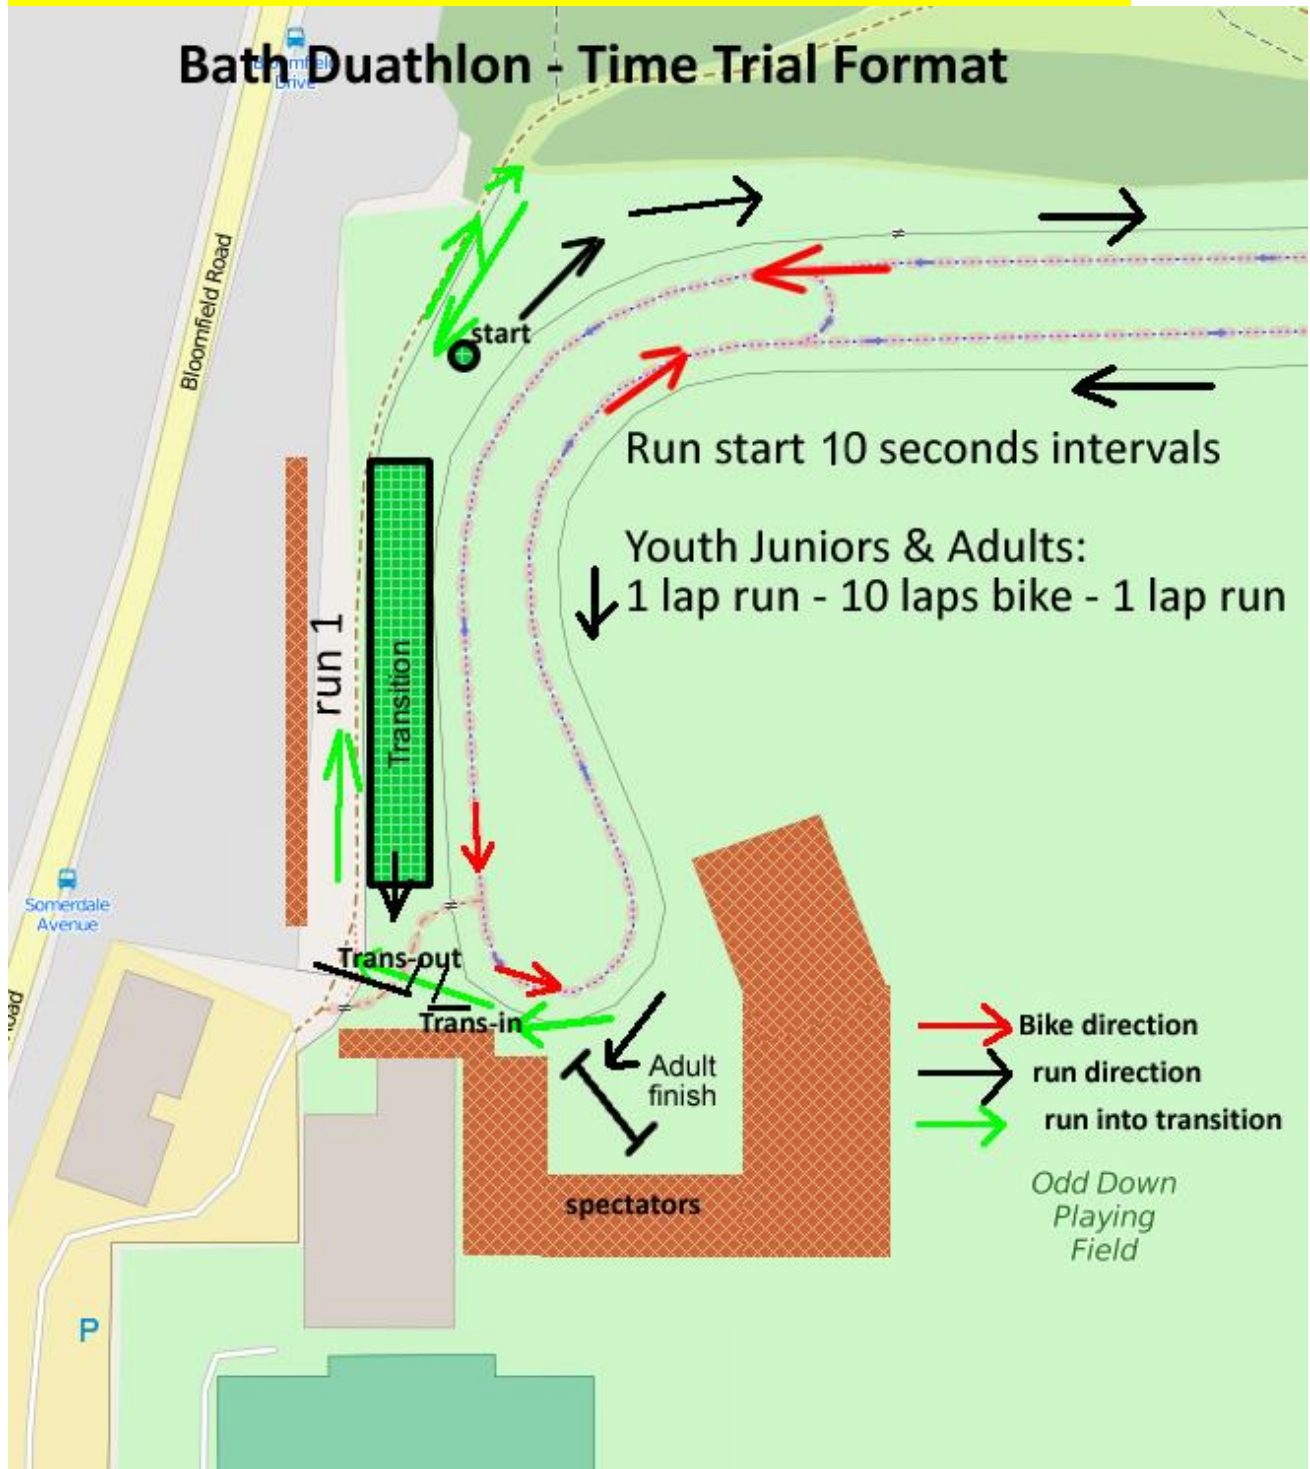 Bath Duathlon - Time Trial Format
Bloomfield
Drive
Bloomfield Road
start
Run start 10 seconds intervals
Youth Juniors & Adults:
1 lap run - 10 laps bike - 1 lap run
run 1
Transition
Somerdale
Avenue
Trans-out
Trans-in
Adult
finish
Bike direction
run direction
run into transition
spectators
Odd Down
Playing
Field
P